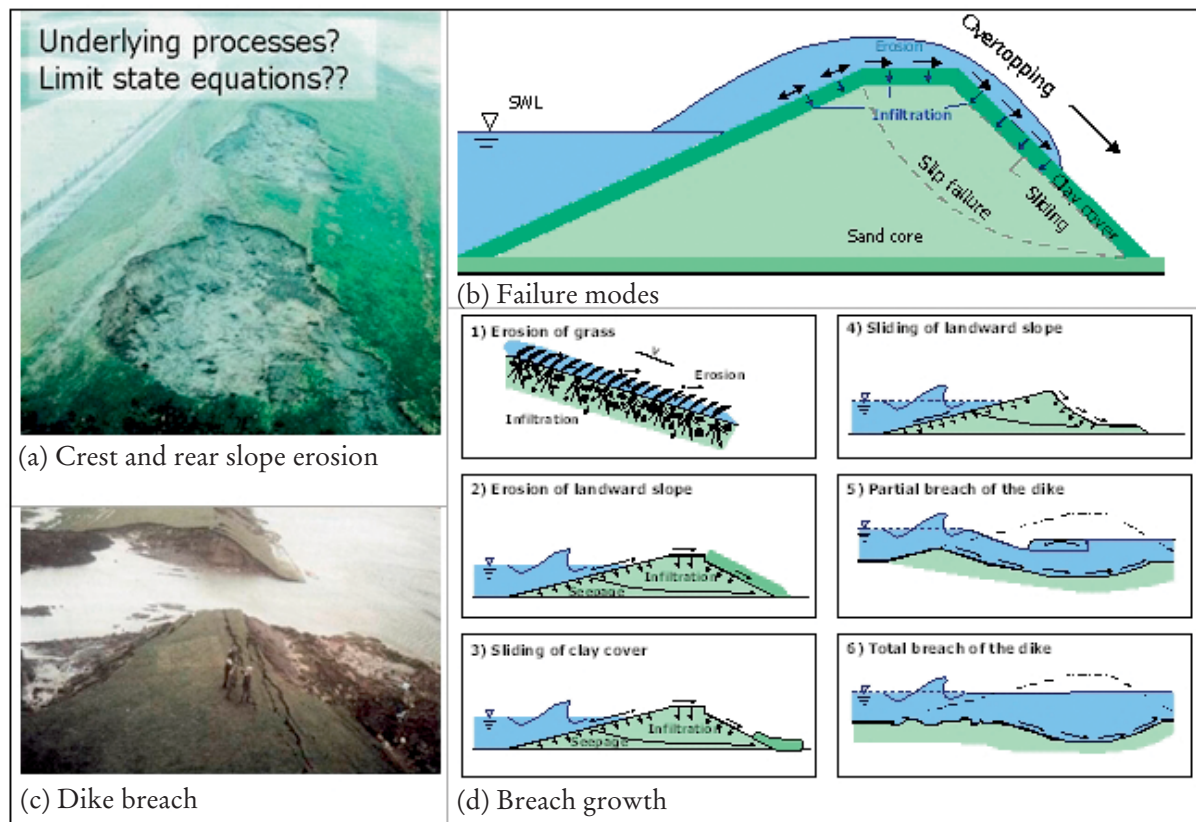 Underlying processes?
Limit state equations??
(a) Crest and rear slope erosion
SWL
Erosion
Overtopping
Infiltration
Slip failure
Sliding
Clay cover
Sand core
(b) Failure modes
(c) Dike breach
1) Erosion of grass
v
Erosion
Infiltration
2) Erosion of landward slope
Infiltration
Seepage
3) Sliding of clay cover
Infiltration
Seepage
4) Sliding of landward slope
5) Partial breach of the dike
6) Total breach of the dike
(d) Breach growth